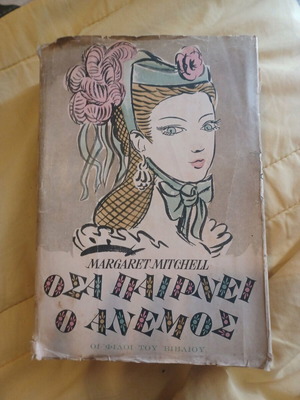 MARGARET MITCHELL
ΟΣΑ ΠΑΙΡΝΕΙ
Ο ΑΝΕΜΟΣ
ΟΙ ΦΙΛΟΙ ΤΟΥ ΒΙΒΛΙΟΥ